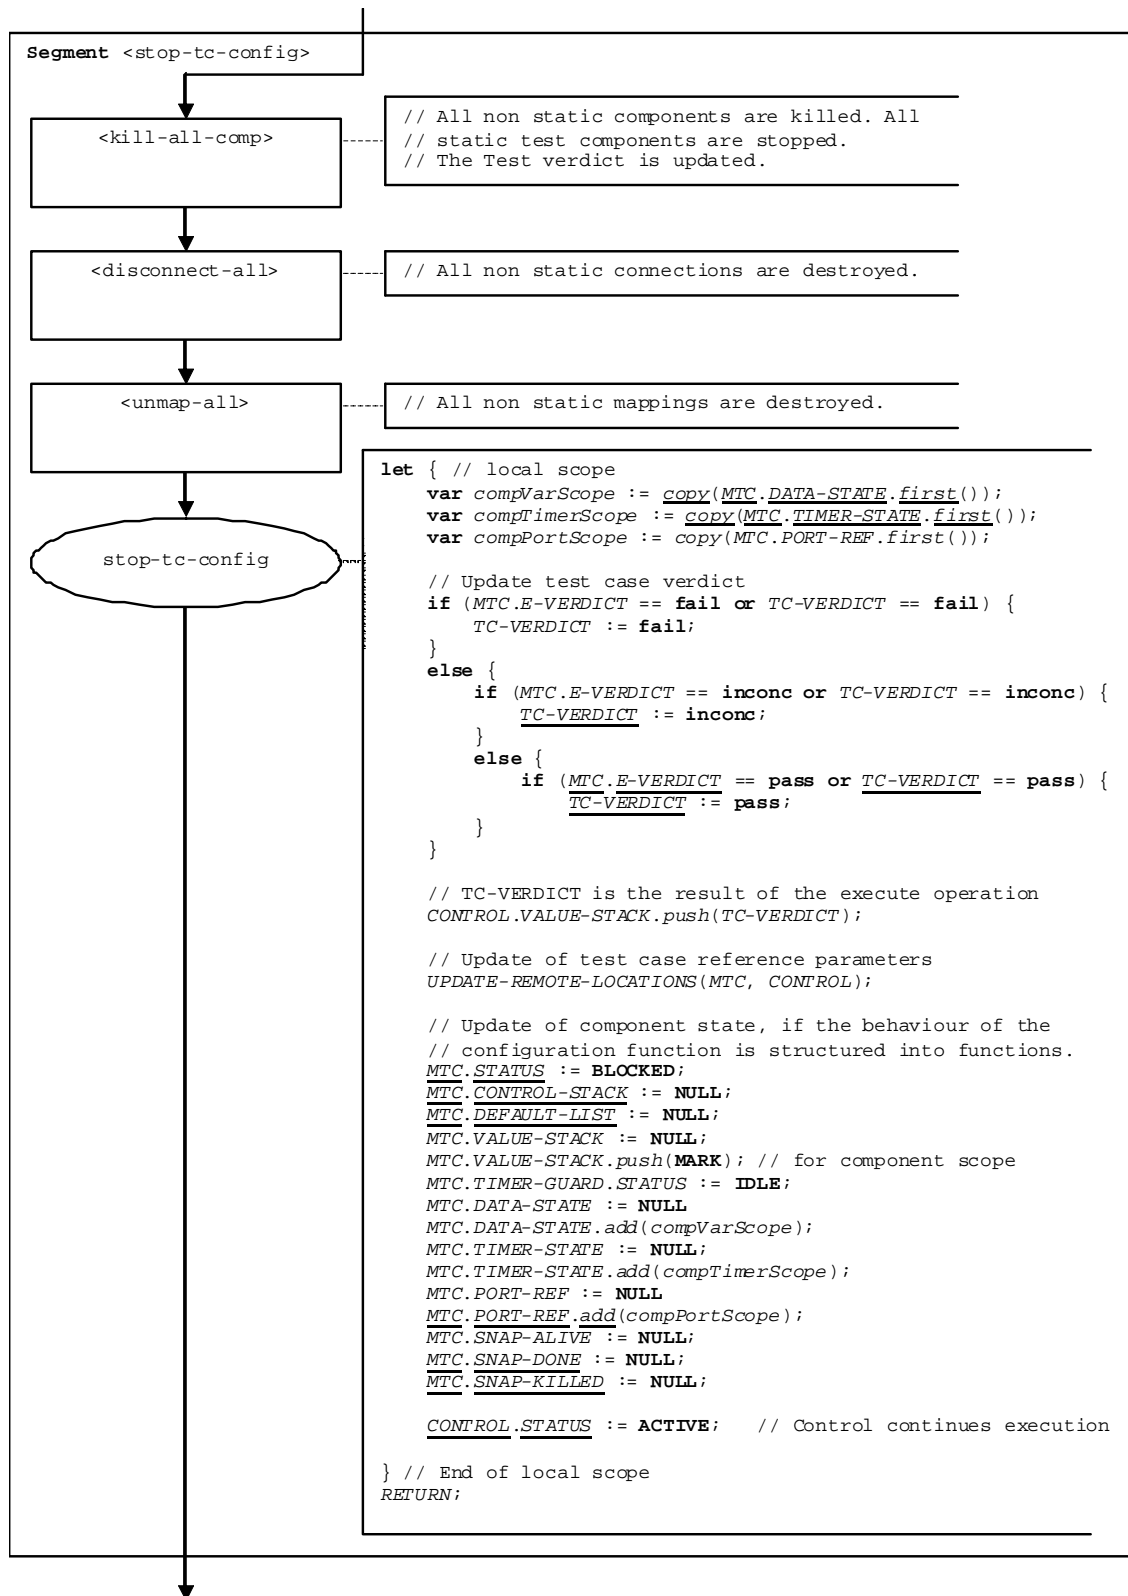 Segment <stop-tc-config>
<kill-all-comp>
// All non static components are killed. All
// static test components are stopped.
// The Test verdict is updated.
<disconnect-all>
// All non static connections are destroyed.
<unmap-all>
// All non static mappings are destroyed.
stop-tc-config
let { // local scope
var compVarScope := copy(MTC.DATA-STATE.first());
var compTimerScope := copy(MTC.TIMER-STATE.first());
var compPortScope := copy(MTC.PORT-REF.first());
// Update test case verdict
if (MTC.E-VERDICT == fail or TC-VERDICT == fail) {
TC-VERDICT := fail;
}
else {
if (MTC.E-VERDICT == inconc or TC-VERDICT == inconc) {
TC-VERDICT := inconc;
}
else {
if (MTC.E-VERDICT == pass or TC-VERDICT == pass) {
TC-VERDICT := pass;
}
}
// TC-VERDICT is the result of the execute operation
CONTROL.VALUE-STACK.push(TC-VERDICT);
// Update of test case reference parameters
UPDATE-REMOTE-LOCATIONS(MTC, CONTROL);
// Update of component state, if the behaviour of the
// configuration function is structured into functions.
MTC.STATUS := BLOCKED;
MTC.CONTROL-STACK := NULL;
MTC.DEFAULT-LIST := NULL;
MTC.VALUE-STACK := NULL;
MTC.VALUE-STACK.push(MARK); // for component scope
MTC.TIMER-GUARD.STATUS := IDLE;
MTC.DATA-STATE := NULL
MTC.DATA-STATE.add(compVarScope);
MTC.TIMER-STATE := NULL;
MTC.TIMER-STATE.add(compTimerScope);
MTC.PORT-REF := NULL
MTC.PORT-REF.add(compPortScope);
MTC.SNAP-ALIVE := NULL;
MTC.SNAP-DONE := NULL;
MTC.SNAP-KILLED := NULL;
CONTROL.STATUS := ACTIVE; // Control continues execution
} // End of local scope
RETURN;